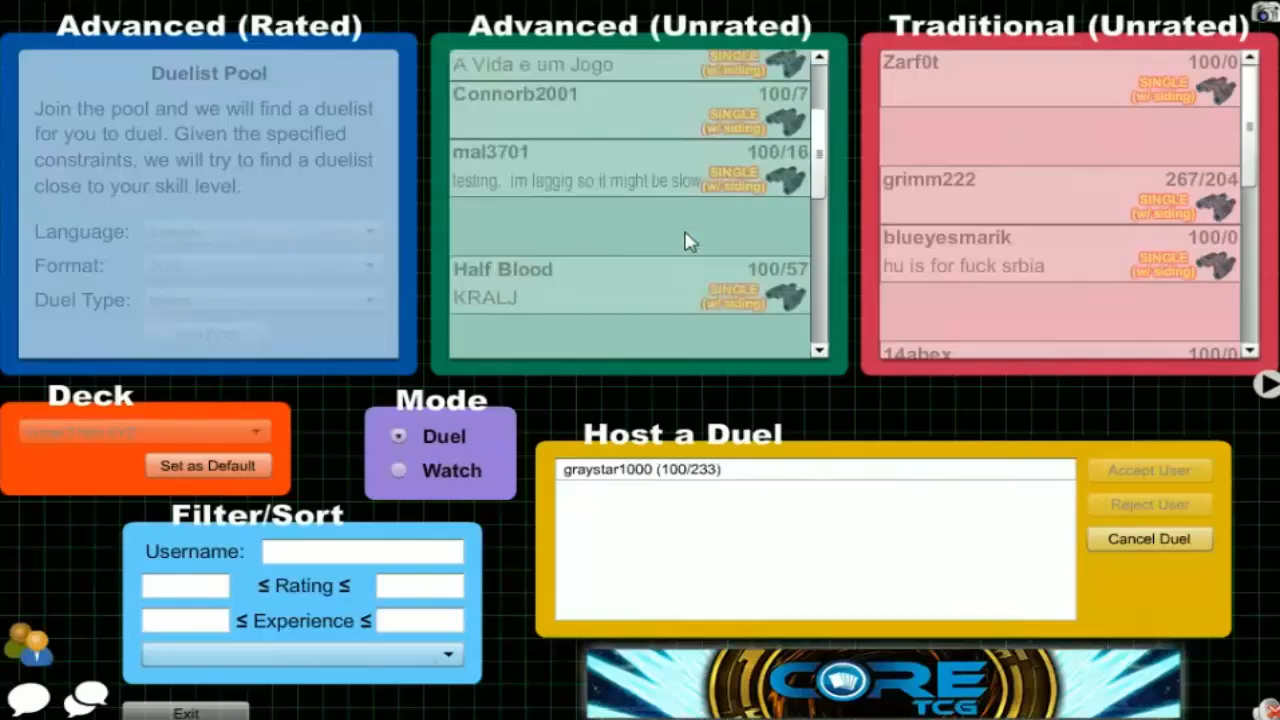 Advanced (Rated)
Duelist Pool
Join the pool and we will find a duelist
for you to duel. Given the specified
constraints, we will try to find a duelist
close to your skill level.
Language:
Format:
Duel Type:
Advanced (Unrated)
A Vida e um Jogo
SINGLE
(w/ siding)
Connorb2001 100/7
SINGLE
(w/ siding)
mal3701 100/16
testing, im laggig so it might be slow
SINGLE
(w/ siding)
Half Blood 100/57
KRALJ
SINGLE
(w/ siding)
Traditional (Unrated)
Zarf0t 100/0
SINGLE
(w/ siding)
grimm222 267/204
SINGLE
(w/ siding)
blueyesmarik 100/0
hu is for fuck srbia
SINGLE
(w/ siding)
14abex 100/0
Deck
Set as Default
Mode
Duel
Watch
Host a Duel
graystar1000 (100/233)
Accept User
Reject User
Cancel Duel
Filter/Sort
Username:
≤ Rating ≤
≤ Experience ≤
Exit
CORE
TCG